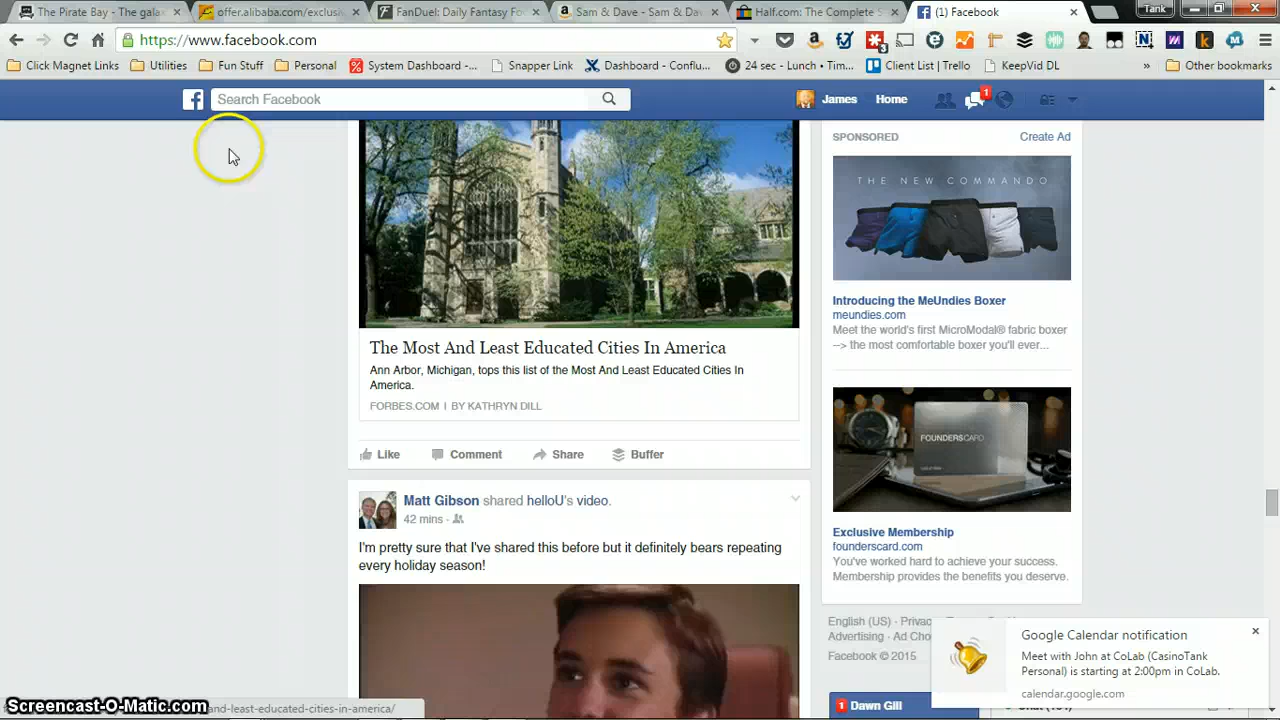 The Pirate Bay - The gala
offer.alibaba.com/exclusiv
FanDuel: Daily Fantasy Fo
Sam & Dave - Sam & Da
Half.com: The Complete S
(1) Facebook
Tank
https://www.facebook.com
3
Click Magnet Links
Utilities
Fun Stuff
Personal
System Dashboard -...
Snapper Link
Dashboard - Conflu...
24 sec - Lunch • Tim...
Client List | Trello
KeepVid DL
»
Other bookmarks
Search Facebook
James
Home
1
SPONSORED
Create Ad
THE NEW COMMANDO
Introducing the MeUndies Boxer
meundies.com
Meet the world's first MicroModal® fabric boxer
--> the most comfortable boxer you'll ever...
The Most And Least Educated Cities In America
Ann Arbor, Michigan, tops this list of the Most And Least Educated Cities In
America.
FORBES.COM | BY KATHRYN DILL
Like
Comment
Share
Buffer
FOUNDERSCARD
Exclusive Membership
founderscard.com
You've worked hard to achieve your success.
Membership provides the benefits you deserve.
Matt Gibson shared helloU's video.
42 mins ·
I'm pretty sure that I've shared this before but it definitely bears repeating
every holiday season!
English (US) · Privac
Advertising · Ad Cho
Facebook © 2015
Google Calendar notification
Meet with John at CoLab (CasinoTank
Personal) is starting at 2:00pm in CoLab.
calendar.google.com
1 Dawn Gill
Screencast-O-Matic.com
and-least-educated-cities-in-america/